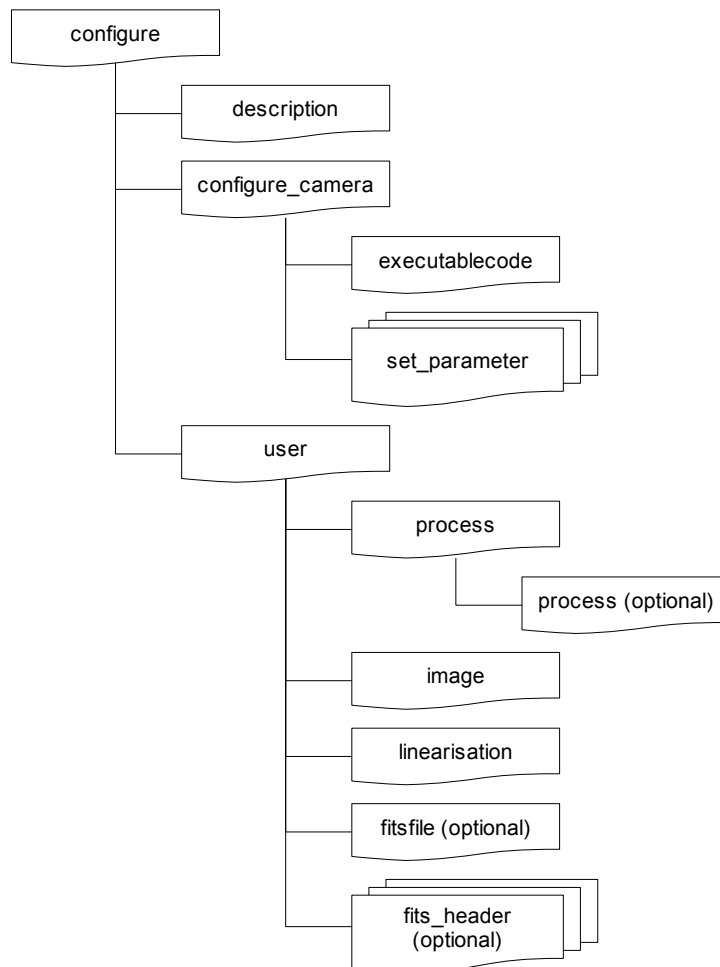 configure
description
configure_camera
executablecode
set_parameter
user
process
process (optional)
image
linearisation
fitsfile (optional)
fits_header
(optional)